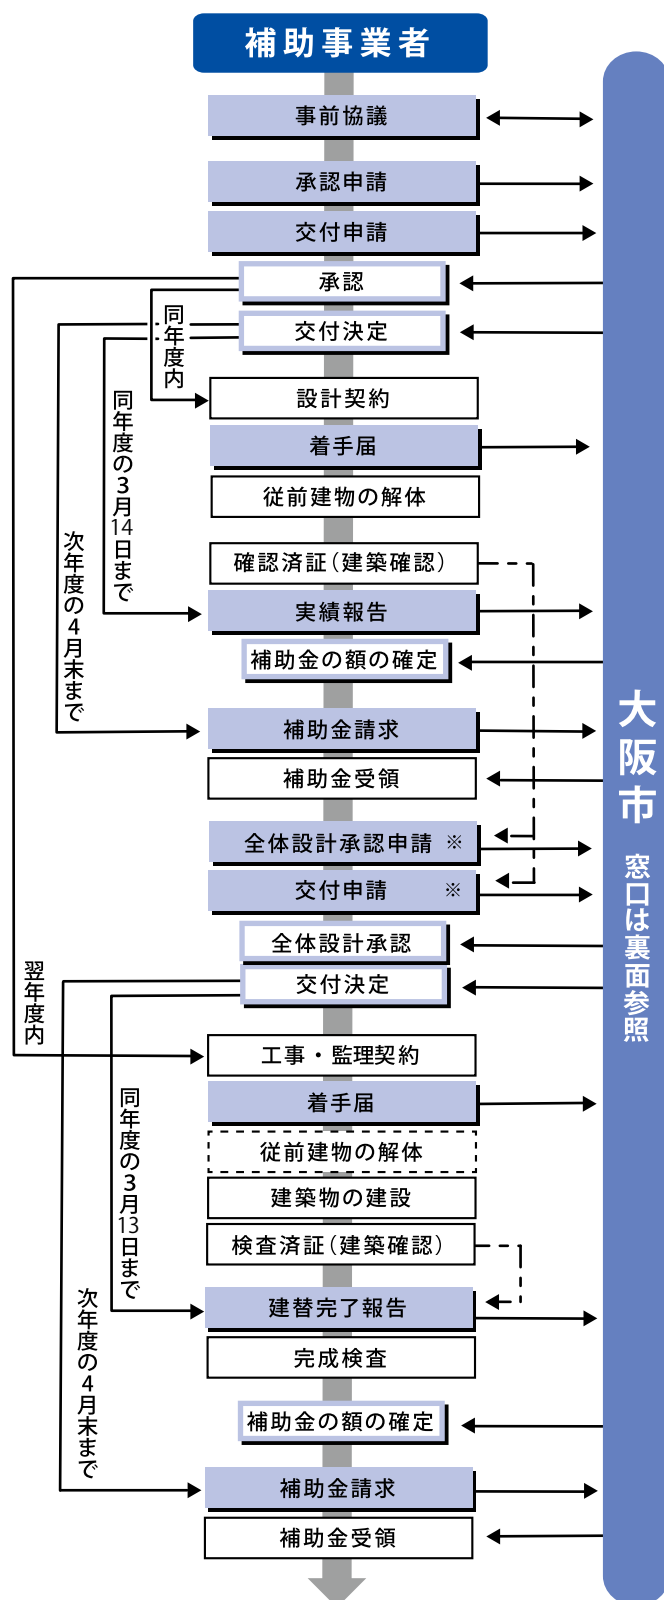 補助事業者
事前協議
承認申請
交付申請
承認
交付決定
同年度内
設計契約
同年度の3月14日まで
着手届
従前建物の解体
次年度の4月末まで
確認済証(建築確認)
実績報告
補助金の額の確定
補助金請求
補助金受領
大阪市 窓口は裏面参照
全体設計承認申請 ※
交付申請 ※
全体設計承認
交付決定
翌年度内
工事・監理契約
着手届
同年度の3月13日まで
従前建物の解体
建築物の建設
検査済証(建築確認)
建替完了報告
次年度の4月末まで
完成検査
補助金の額の確定
補助金請求
補助金受領